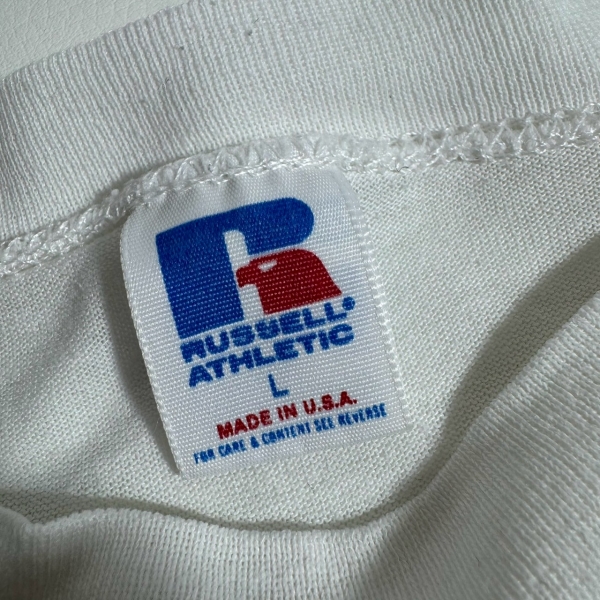 RUSSELL®
ATHLETIC
L
MADE IN U.S.A.
FOR CARE & CONTENT SEE REVERSE